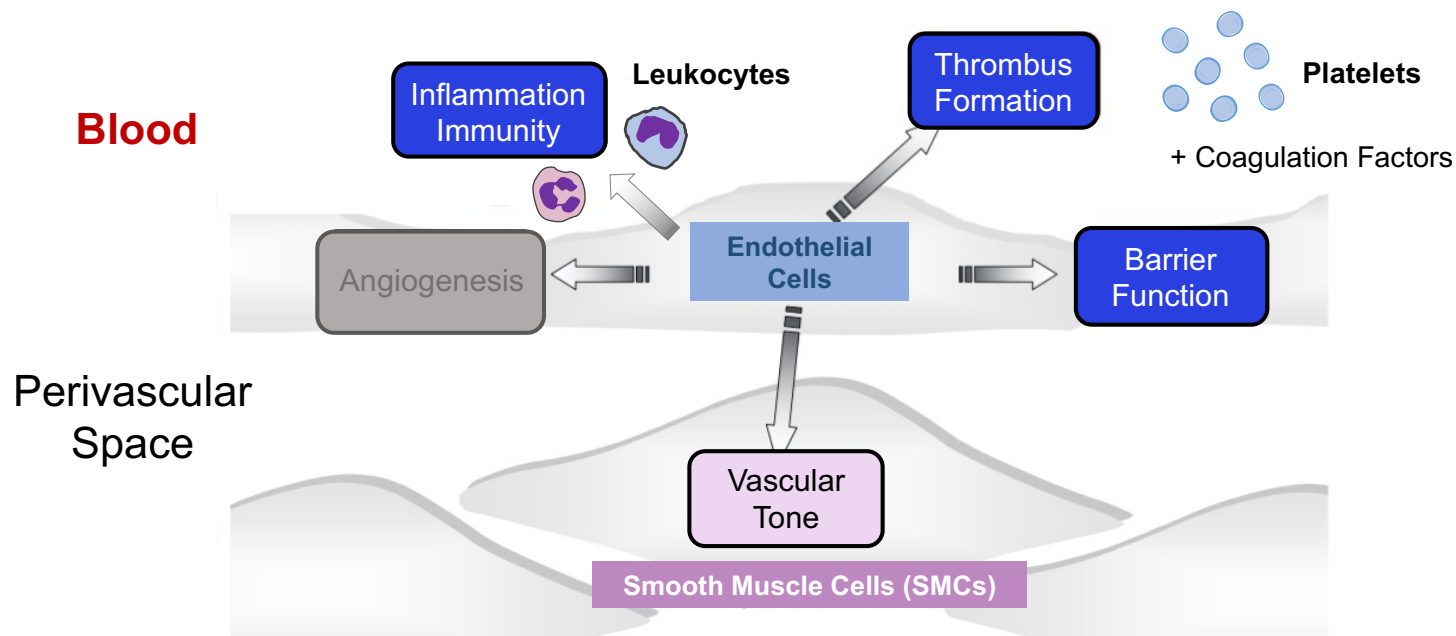 Inflammation
Immunity
Leukocytes
Thrombus
Formation
Platelets
+ Coagulation Factors
Blood
Angiogenesis
Endothelial
Cells
Barrier
Function
Perivascular
Space
Vascular
Tone
Smooth Muscle Cells (SMCs)